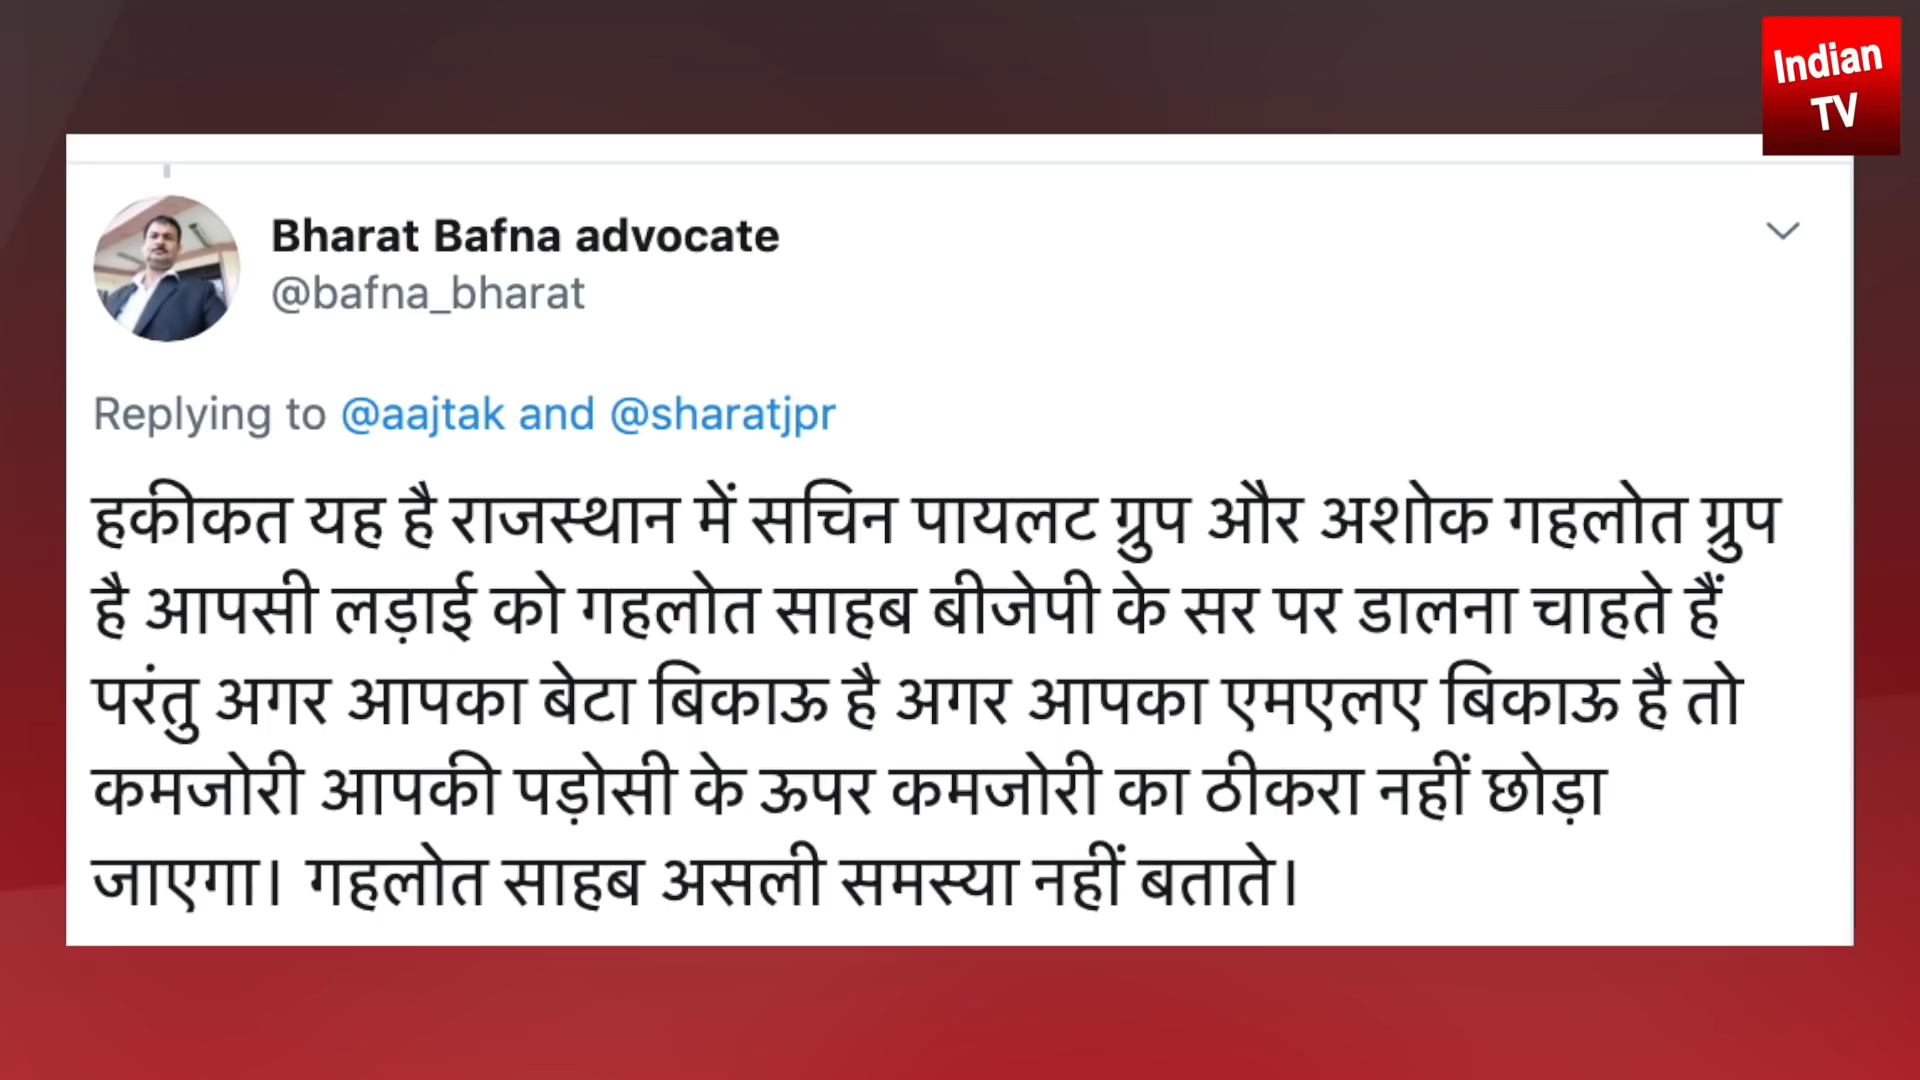 Indian
TV
Bharat Bafna advocate
@bafna_bharat
Replying to @aajtak and @sharatjpr
हकीकत यह है राजस्थान में सचिन पायलट ग्रुप और अशोक गहलोत ग्रुप
है आपसी लड़ाई को गहलोत साहब बीजेपी के सर पर डालना चाहते हैं
परंतु अगर आपका बेटा बिकाऊ है अगर आपका एमएलए बिकाऊ है तो
कमजोरी आपकी पड़ोसी के ऊपर कमजोरी का ठीकरा नहीं छोड़ा
जाएगा। गहलोत साहब असली समस्या नहीं बताते।